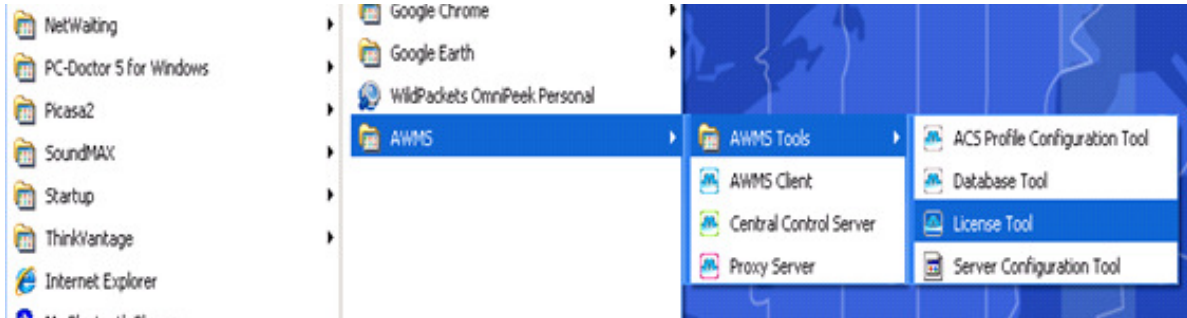 NetWaiting
PC-Doctor 5 for Windows
Picasa2
SoundMAX
Startup
ThinkVantage
Internet Explorer
Google Chrome
Google Earth
WildPackets OmniPeek Personal
AWMS
AWMS Tools
AWMS Client
Central Control Server
Proxy Server
ACS Profile Configuration Tool
Database Tool
License Tool
Server Configuration Tool